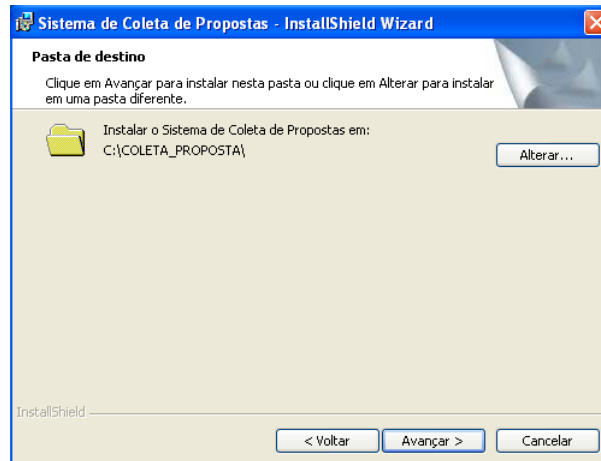 Sistema de Coleta de Propostas - InstallShield Wizard
Pasta de destino
Clique em Avançar para instalar nesta pasta ou clique em Alterar para instalar
em uma pasta diferente.
Instalar o Sistema de Coleta de Propostas em:
C:\COLETA_PROPOSTA\
Alterar...
InstallShield
< Voltar
Avançar >
Cancelar